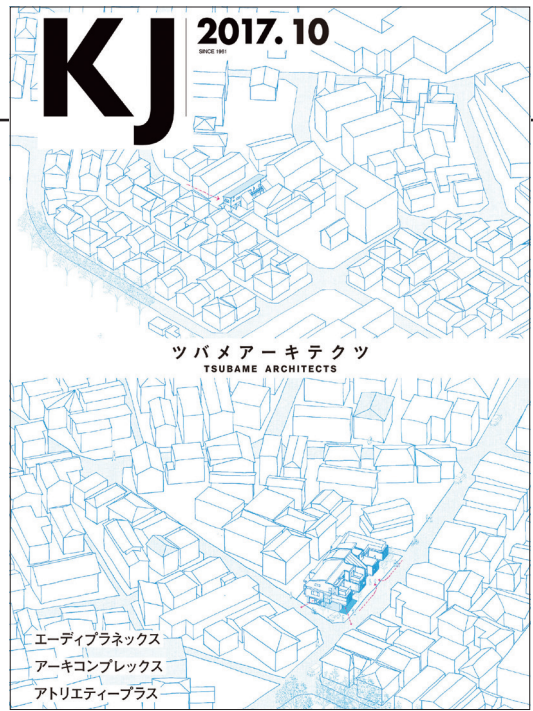 KJ
2017.10
SINCE 1961
ツバメアーキテクツ
TSUBAME ARCHITECTS
エーディプラネックス
アーキコンプレックス
アトリエティープラス